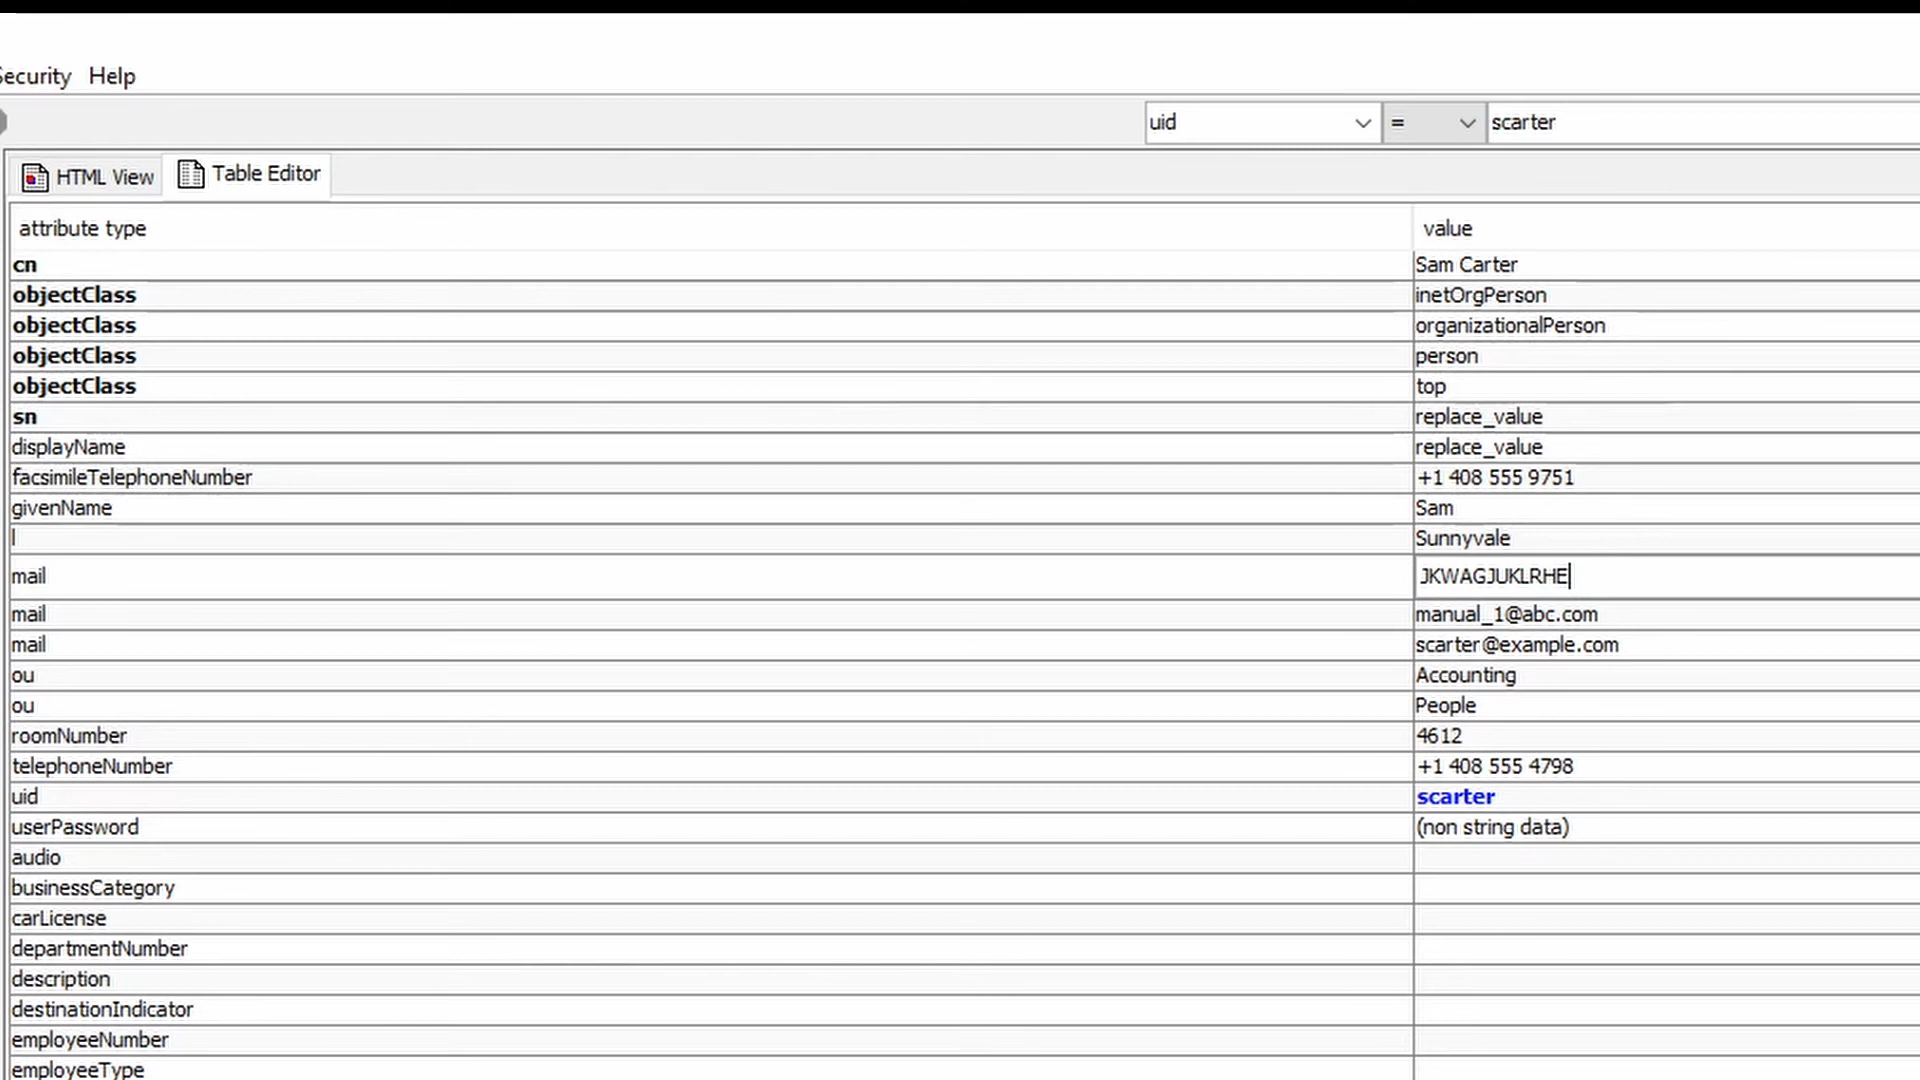 Security Help
uid = scarter
HTML View Table Editor
attribute type value
cn Sam Carter
objectClass inetOrgPerson
objectClass organizationalPerson
objectClass person
objectClass top
sn replace_value
displayName replace_value
facsimileTelephoneNumber +1 408 555 9751
givenName Sam
l Sunnyvale
mail JKWAGJUKLRHE
mail manual_1@abc.com
mail scarter@example.com
ou Accounting
ou People
roomNumber 4612
telephoneNumber +1 408 555 4798
uid scarter
userPassword (non string data)
audio
businessCategory
carLicense
departmentNumber
description
destinationIndicator
employeeNumber
employeeType